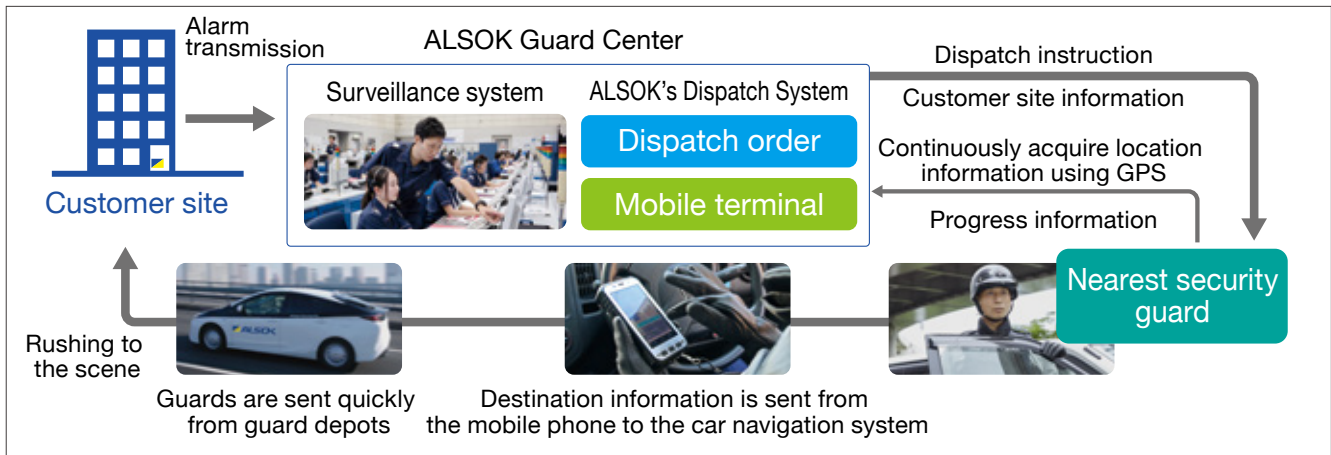 Alarm
transmission
ALSOK Guard Center
Surveillance system
ALSOK's Dispatch System
Dispatch order
Mobile terminal
Dispatch instruction
Customer site information
Continuously acquire location
information using GPS
Progress information
Customer site
Nearest security
guard
ALSOK
Rushing to
the scene
Guards are sent quickly
from guard depots
Destination information is sent from
the mobile phone to the car navigation system